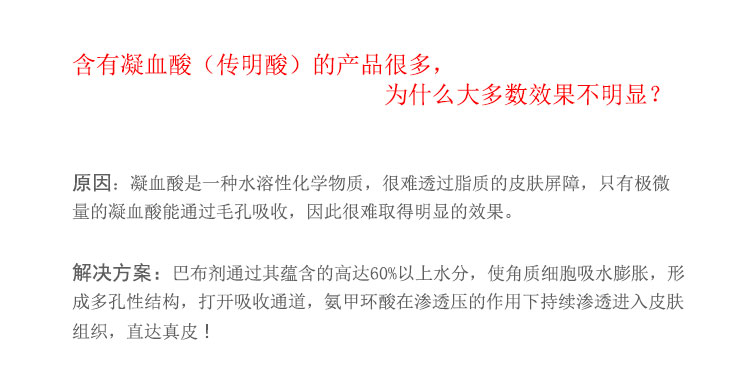 含有凝血酸（传明酸）的产品很多，
为什么大多数效果不明显？
原因：凝血酸是一种水溶性化学物质，很难透过脂质的皮肤屏障，只有极微
量的凝血酸能通过毛孔吸收，因此很难取得明显的效果。
解决方案：巴布剂通过其蕴含的高达60%以上水分，使角质细胞吸水膨胀，形
成多孔性结构，打开吸收通道，氨甲环酸在渗透压的作用下持续渗透进入皮肤
组织，直达真皮！